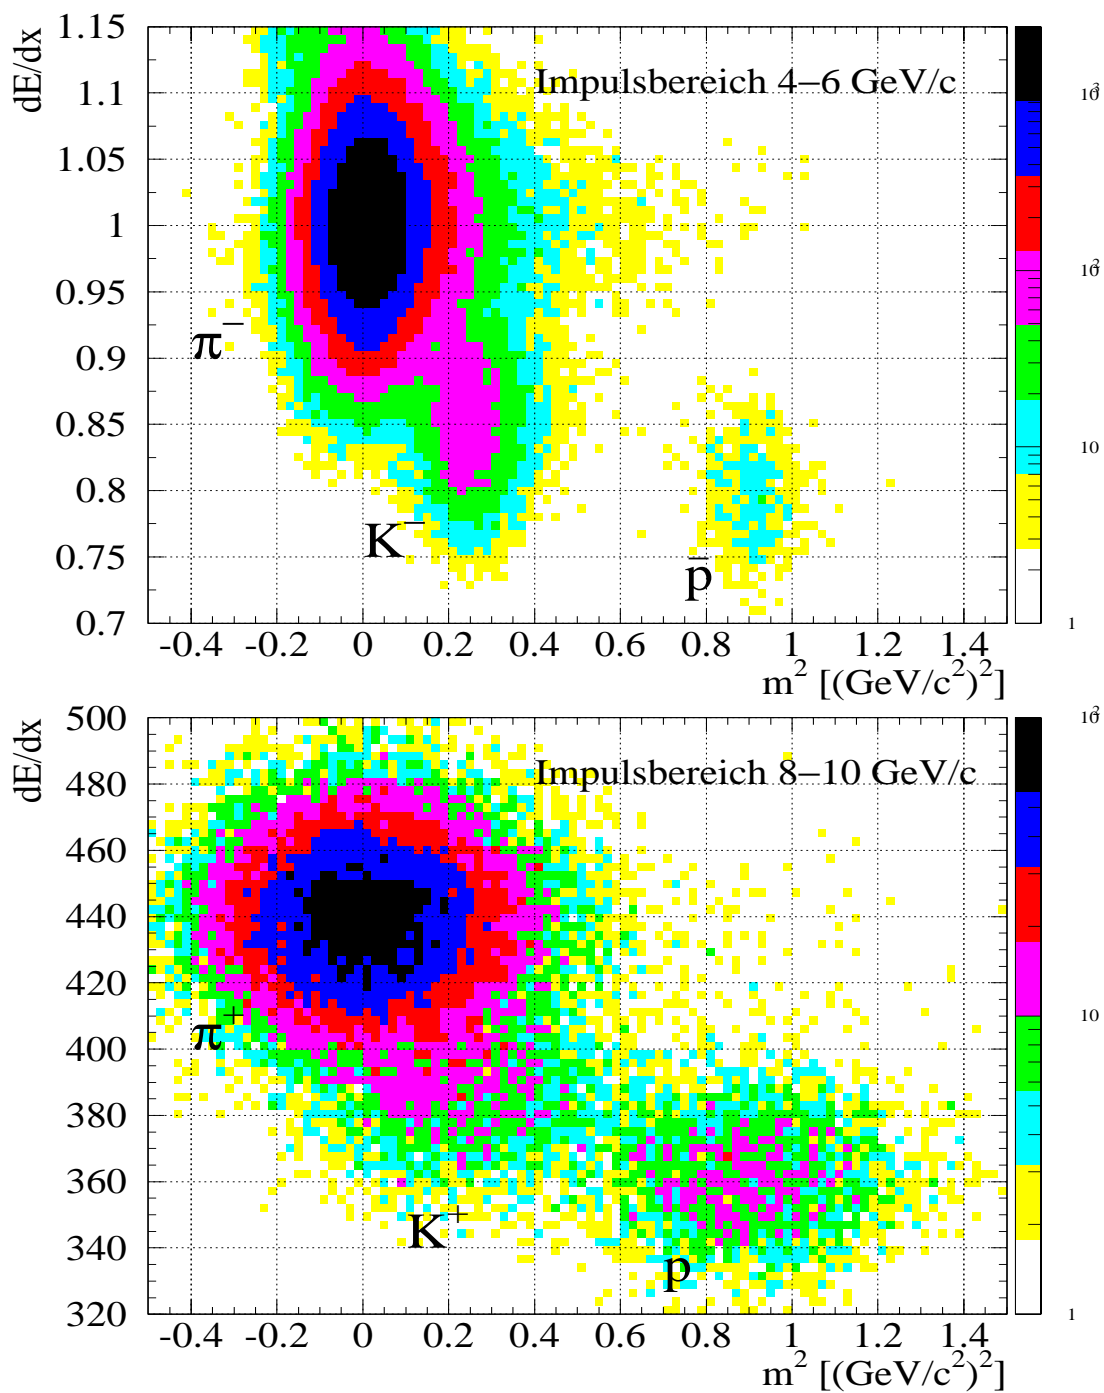 dE/dx
1.15
1.1
1.05
1
0.95
0.9
0.85
0.8
0.75
0.7
Impulsbereich 4–6 GeV/c
π⁻
K⁻
p̄
10³
10²
10
1
-0.4 -0.2 0 0.2 0.4 0.6 0.8 1 1.2 1.4
m² [(GeV/c²)²]
dE/dx
500
480
460
440
420
400
380
360
340
320
Impulsbereich 8–10 GeV/c
π⁺
K⁺
p
10²
10
1
-0.4 -0.2 0 0.2 0.4 0.6 0.8 1 1.2 1.4
m² [(GeV/c²)²]